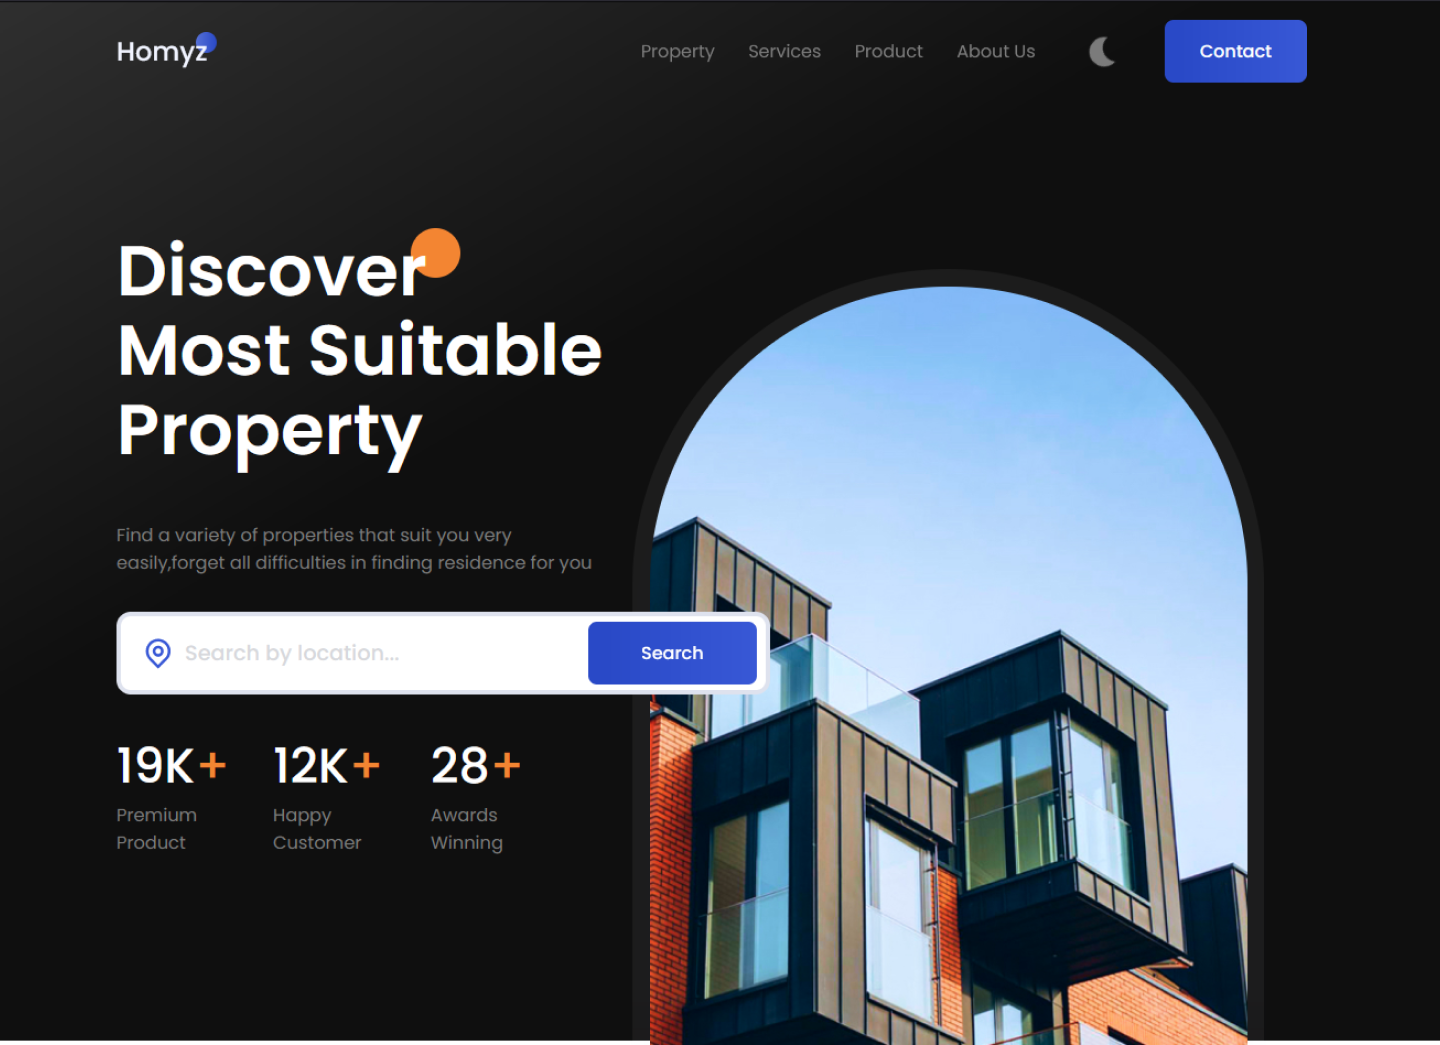 Homyz
Property Services Product About Us Contact
Discover
Most Suitable
Property
Find a variety of properties that suit you very
easily,forget all difficulties in finding residence for you
Search by location... Search
19K+ 12K+ 28+
Premium Happy Awards
Product Customer Winning